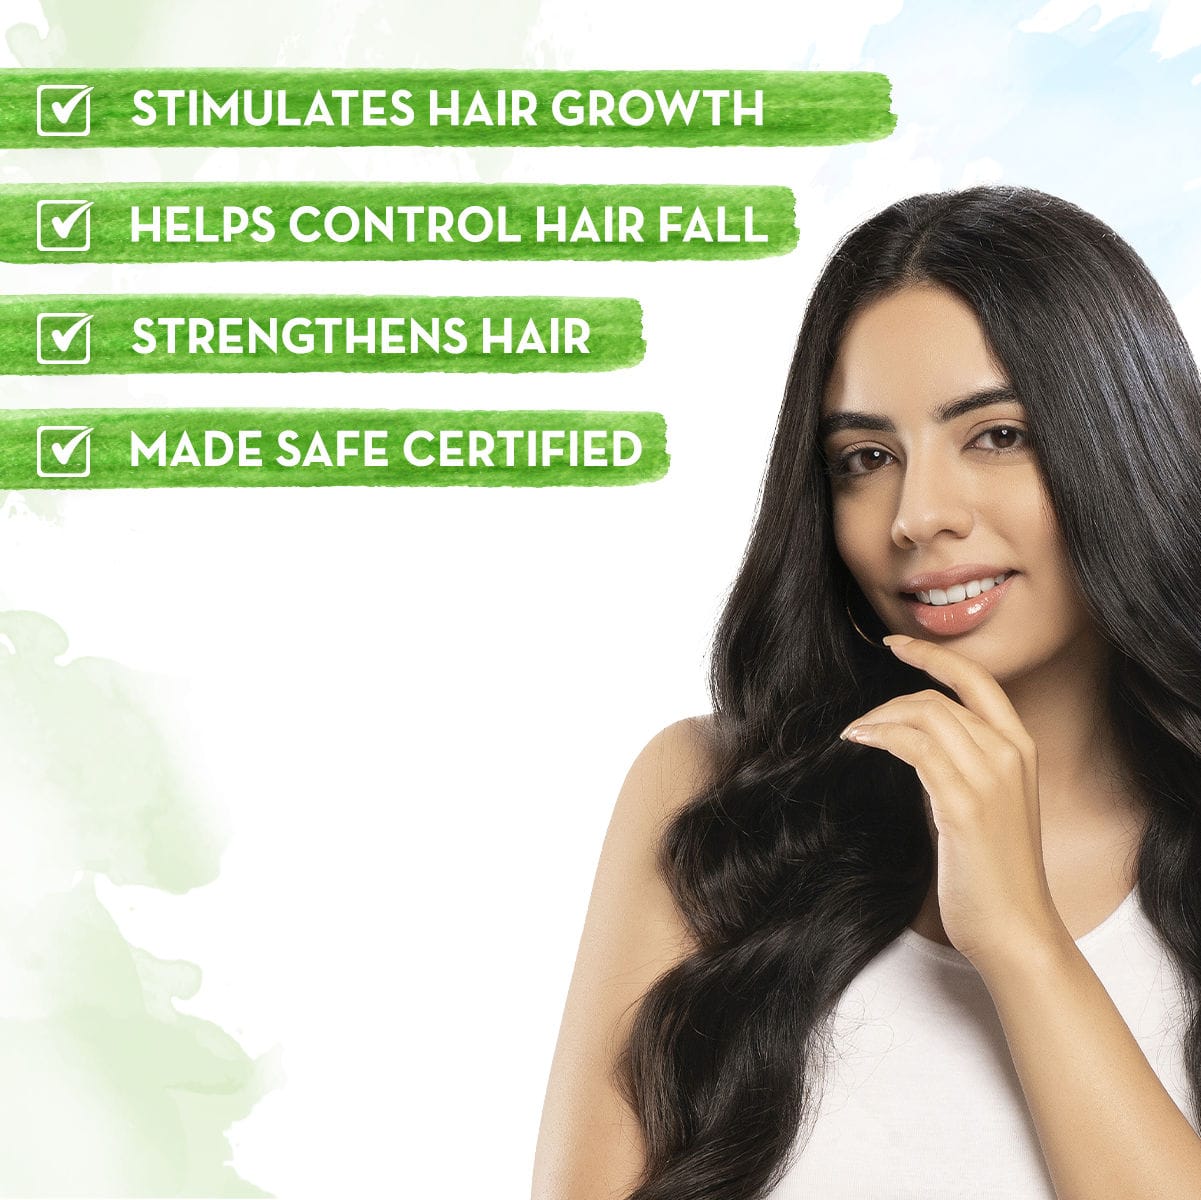 STIMULATES HAIR GROWTH
HELPS CONTROL HAIR FALL
STRENGTHENS HAIR
MADE SAFE CERTIFIED